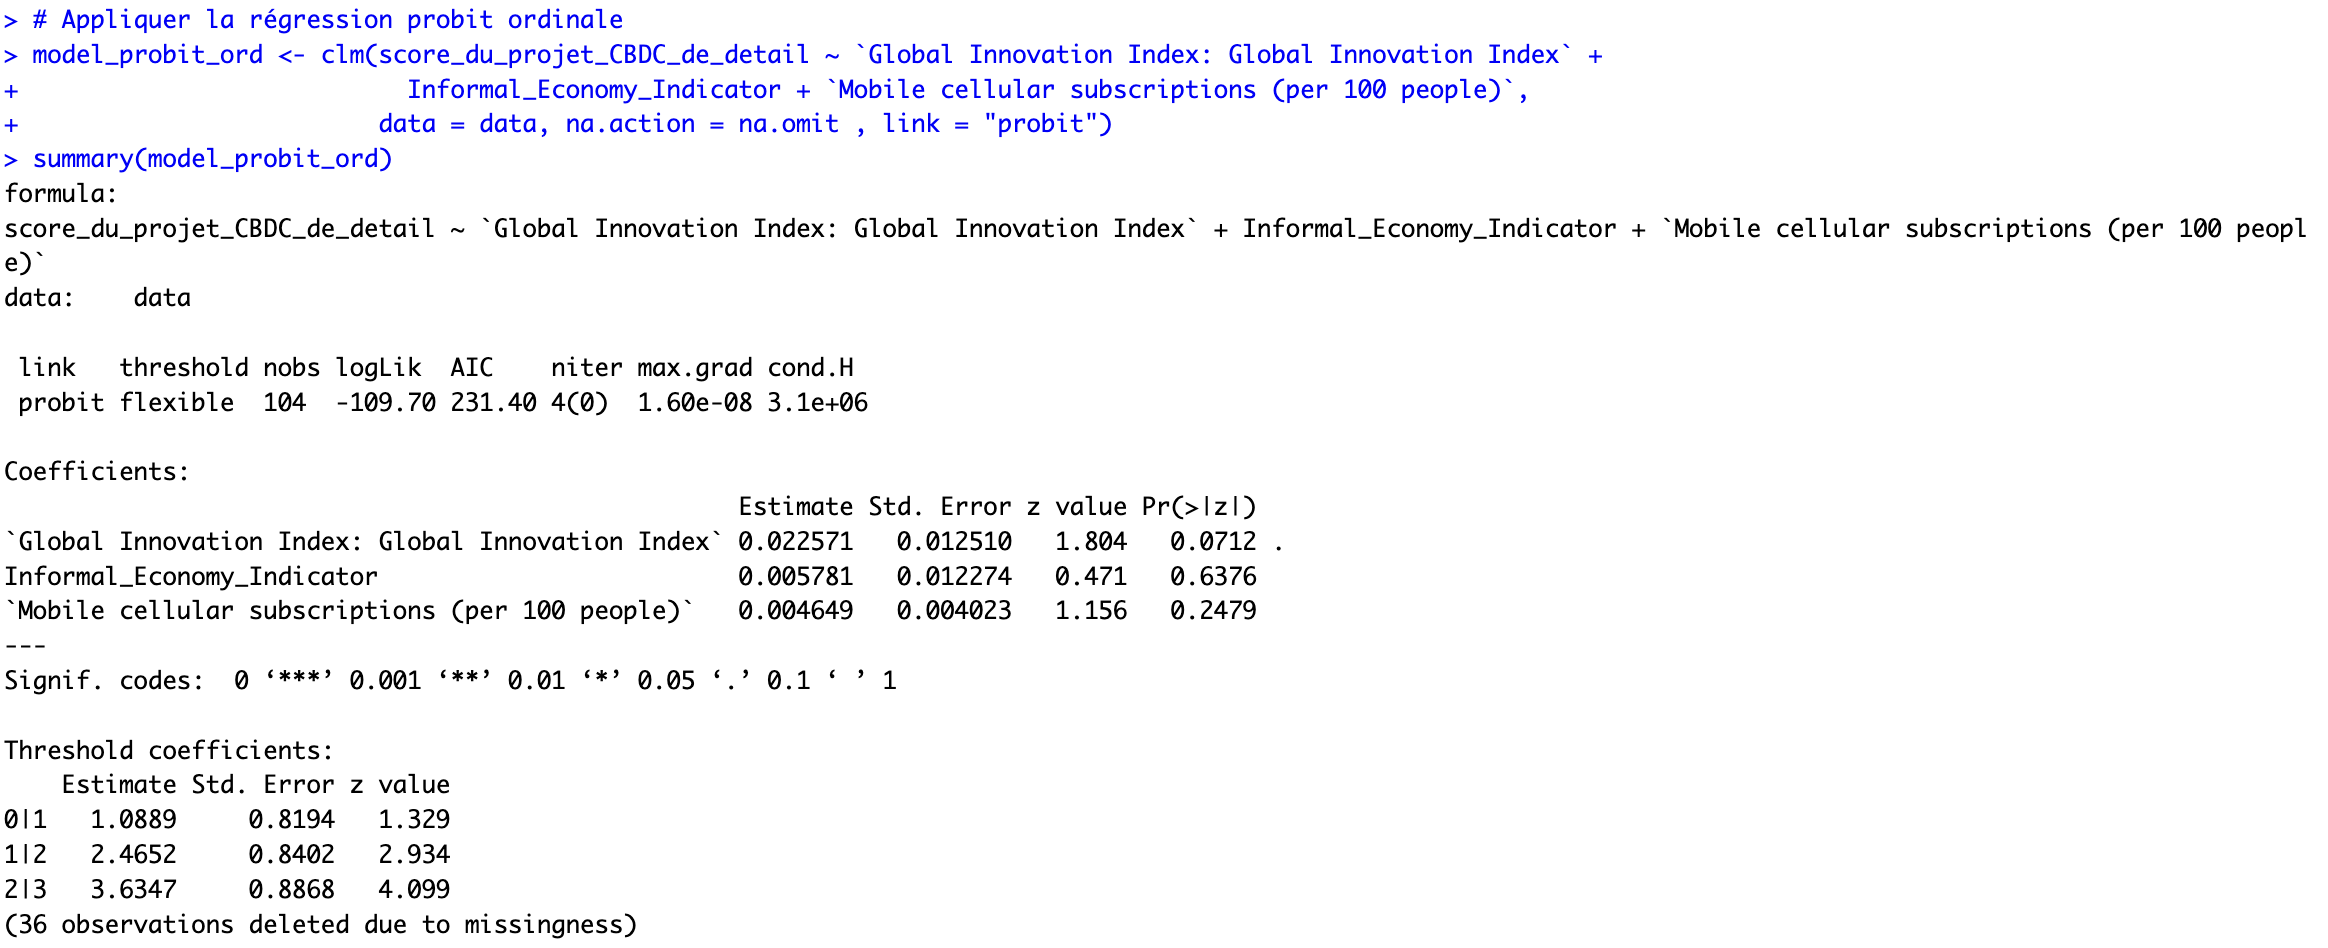 > # Appliquer la régression probit ordinale
> model_probit_ord <- clm(score_du_projet_CBDC_de_detail ~ `Global Innovation Index: Global Innovation Index` +
+                           Informal_Economy_Indicator + `Mobile cellular subscriptions (per 100 people)`,
+                         data = data, na.action = na.omit , link = "probit")
> summary(model_probit_ord)
formula:
score_du_projet_CBDC_de_detail ~ `Global Innovation Index: Global Innovation Index` + Informal_Economy_Indicator + `Mobile cellular subscriptions (per 100 peopl
e)`
data:    data

 link   threshold nobs logLik  AIC    niter max.grad cond.H
 probit flexible  104  -109.70 231.40 4(0)  1.60e-08 3.1e+06

Coefficients:
                                                   Estimate Std. Error z value Pr(>|z|)
`Global Innovation Index: Global Innovation Index` 0.022571   0.012510   1.804   0.0712 .
Informal_Economy_Indicator                         0.005781   0.012274   0.471   0.6376
`Mobile cellular subscriptions (per 100 people)`   0.004649   0.004023   1.156   0.2479
---
Signif. codes:  0 ‘***’ 0.001 ‘**’ 0.01 ‘*’ 0.05 ‘.’ 0.1 ‘ ’ 1

Threshold coefficients:
    Estimate Std. Error z value
0|1   1.0889     0.8194   1.329
1|2   2.4652     0.8402   2.934
2|3   3.6347     0.8868   4.099
(36 observations deleted due to missingness)